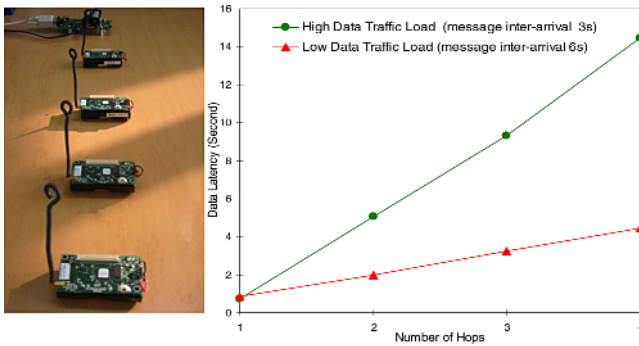 16
High Data Traffic Load (message inter-arrival 3s)
Low Data Traffic Load (message inter-arrival 6s)
14
12
10
8
6
4
2
0
Data Latency (Second)
1 2 3
Number of Hops